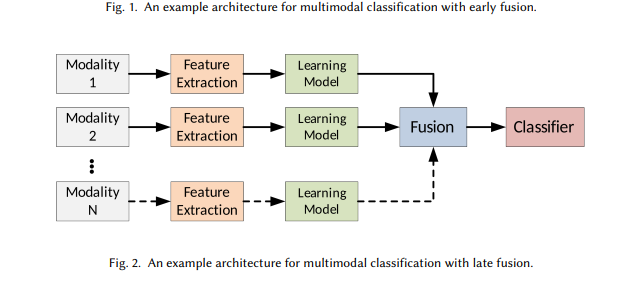 Fig. 1. An example architecture for multimodal classification with early fusion.
Modality
1
Feature
Extraction
Learning
Model
Modality
2
Feature
Extraction
Learning
Model
Fusion
Classifier
Modality
N
Feature
Extraction
Learning
Model
Fig. 2. An example architecture for multimodal classification with late fusion.